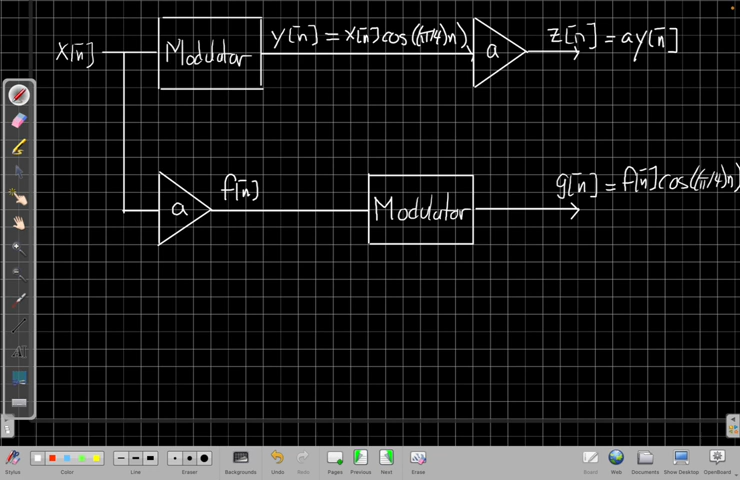 x[n]
Modulator
y[n] = x[n]cos((π/4)n)
a
z[n] = ay[n]
a
f[n]
Modulator
g[n] = f[n]cos((π/4)n)
Stylus
Color
Line
Eraser
Backgrounds
Undo
Redo
Pages
Previous
Next
Erase
Board
Web
Documents
Show Desktop
OpenBoard